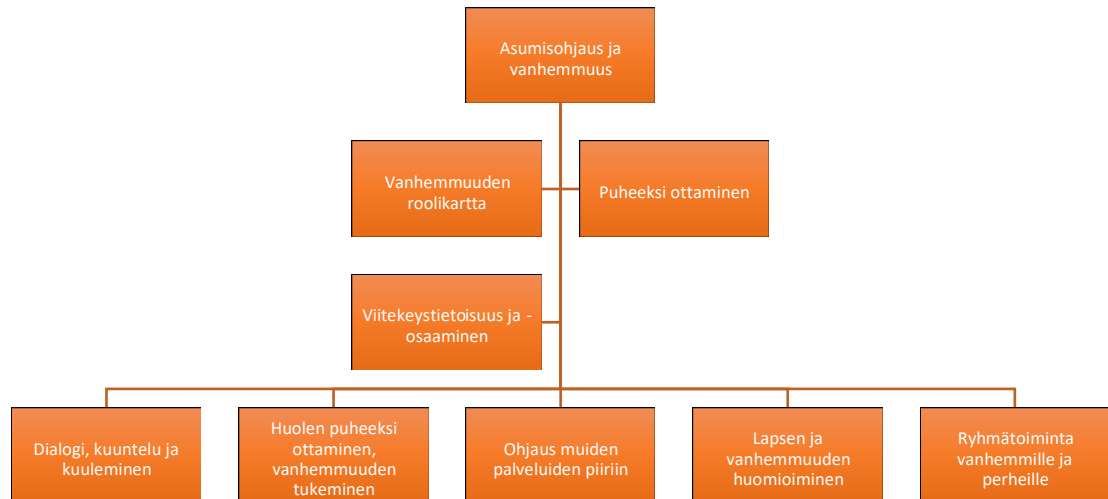 Asumisohjaus ja
vanhemmuus
Vanhemmuuden
roolikartta
Puheeksi ottaminen
Viitekeystietoisuus ja -
osaaminen
Dialogi, kuuntelu ja
kuuleminen
Huolen puheeksi
ottaminen,
vanhemmuuden
tukeminen
Ohjaus muiden
palveluiden piiriin
Lapsen ja
vanhemmuuden
huomioiminen
Ryhmätoiminta
vanhemmille ja
perheille